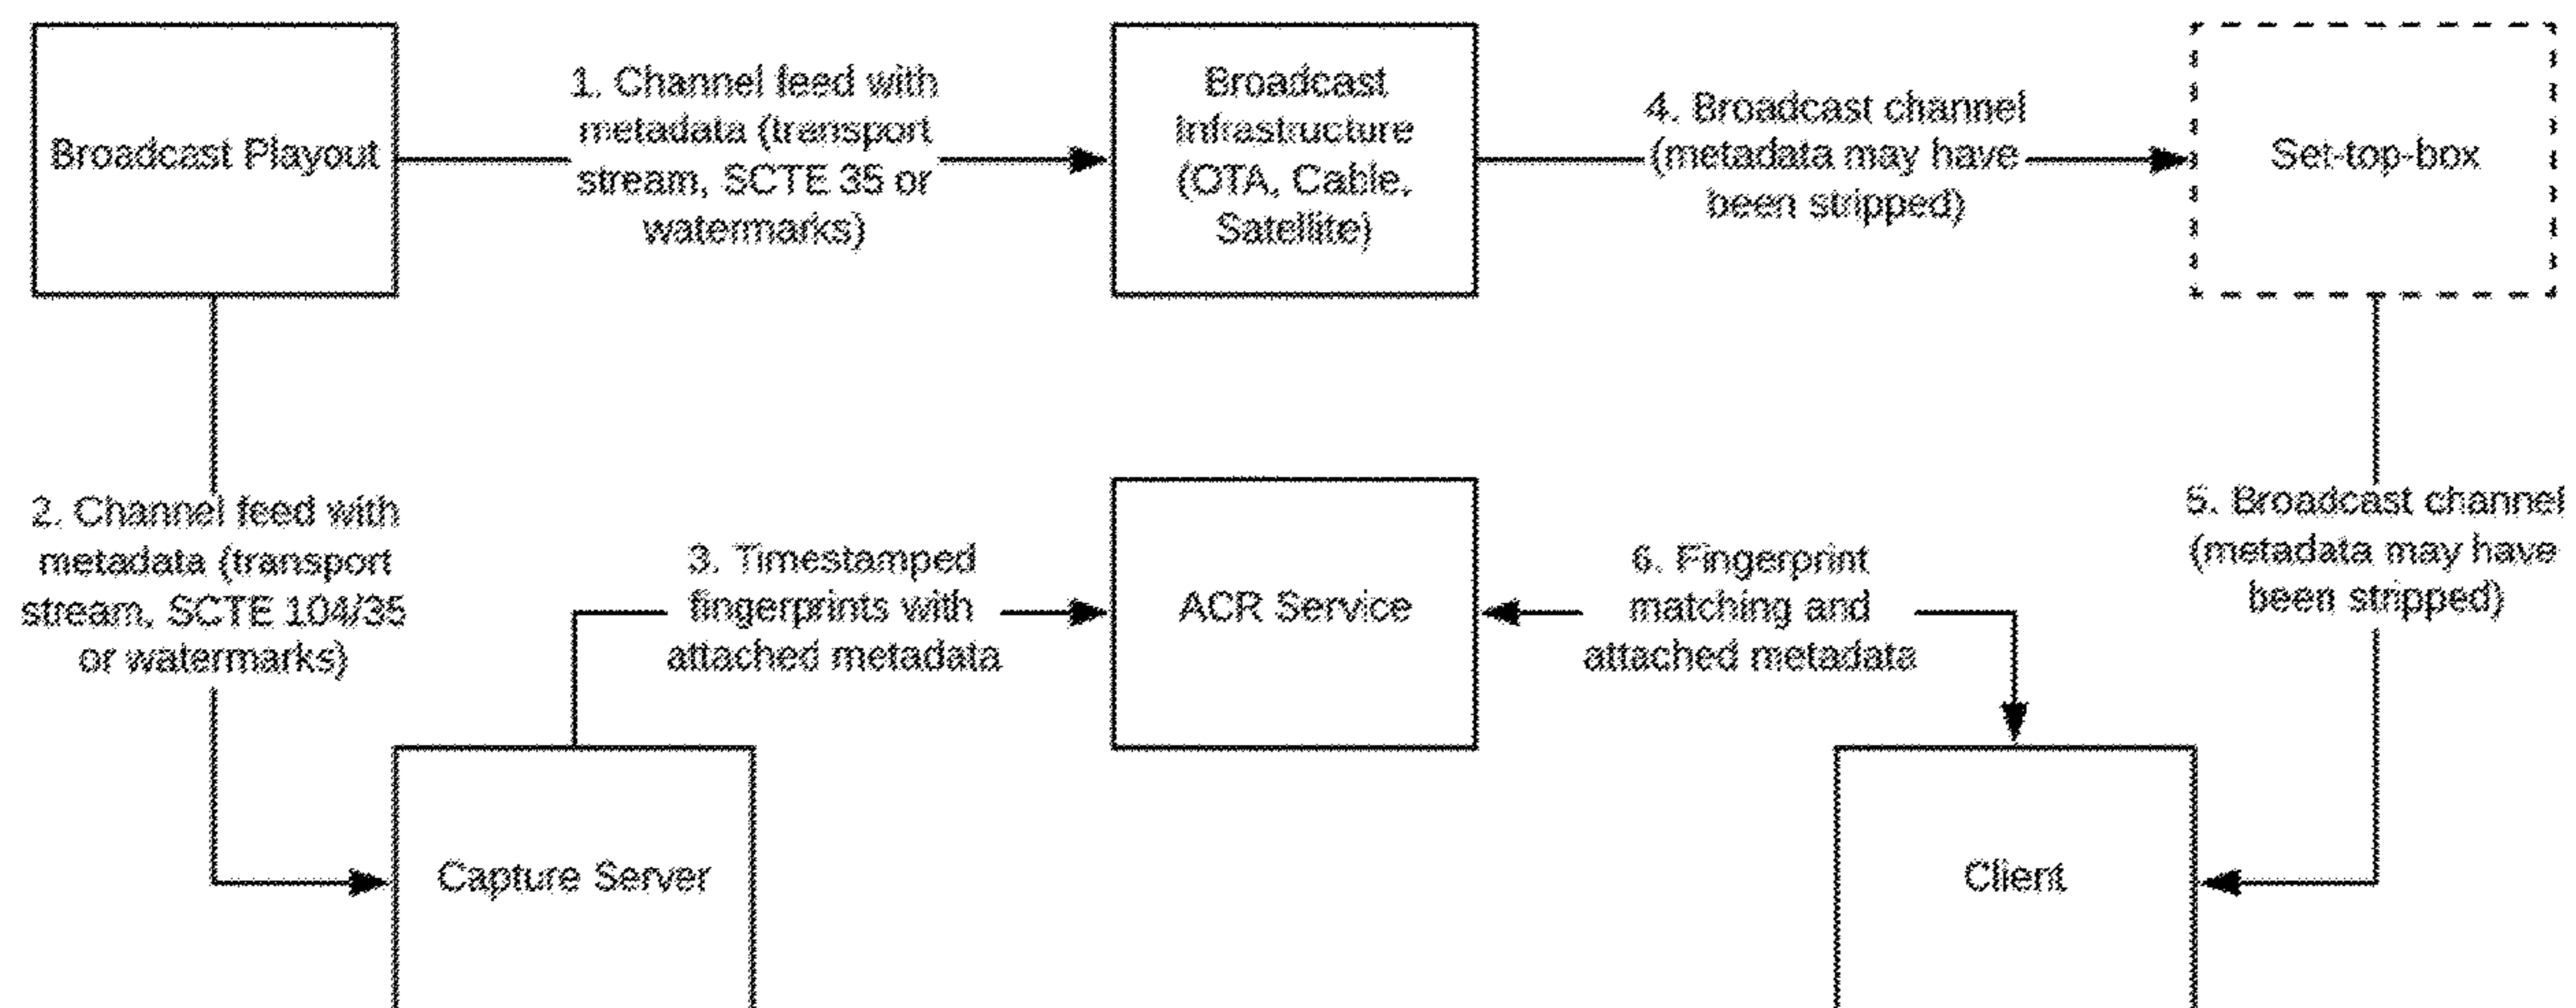 Broadcast Playout
1. Channel feed with
metadata (transport
stream, SCTE 35 or
watermarks)
Broadcast
Infrastructure
(OTA, Cable,
Satellite)
4. Broadcast channel
(metadata may have
been stripped)
Set-top-box
2. Channel feed with
metadata (transport
stream, SCTE 104/35
or watermarks)
3. Timestamped
fingerprints with
attached metadata
ACR Service
6. Fingerprint
matching and
attached metadata
5. Broadcast channel
(metadata may have
been stripped)
Capture Server
Client